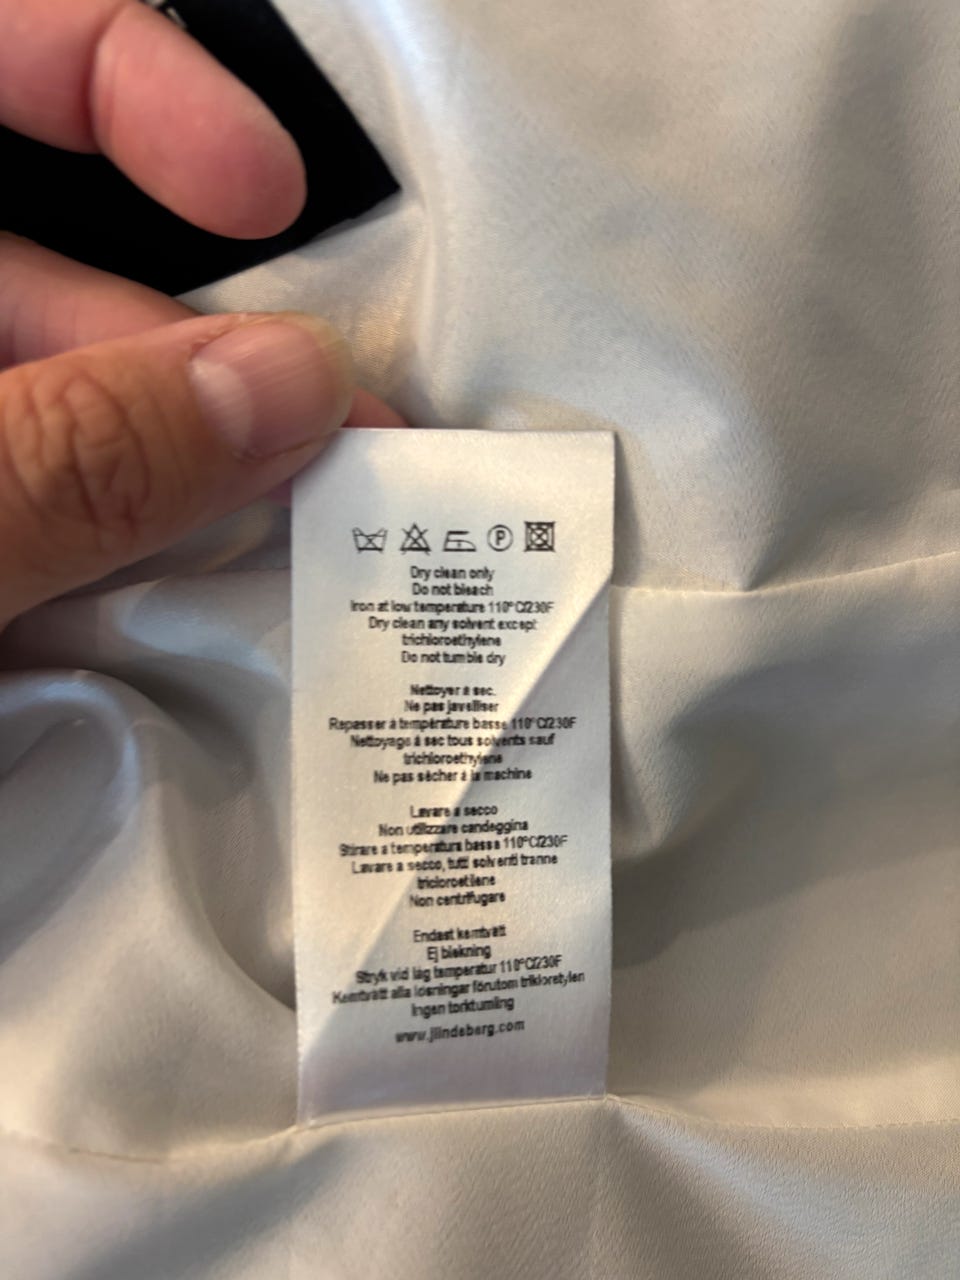 P
Dry clean only
Do not bleach
Iron at low temperature 110°C/230F
Dry clean any solvent except
trichloroethylene
Do not tumble dry
Nettoyer à sec.
Ne pas javelliser
Repasser à température basse 110°C/230F
Nettoyage à sec tous solvents sauf
trichloroethylene
Ne pas sècher à la machine
Lavare a secco
Non utilizzare candeggina
Stirare a temperatura bassa 110°C/230F
Lavare a secco, tutti solventi tranne
tricloroetilene
Non centrifugare
Endast kemtvätt
Ej blekning
Stryk vid låg temperatur 110°C/230F
Kemtvätt alla lösningar förutom trikloretylen
Ingen torktumling
www.jlindeberg.com